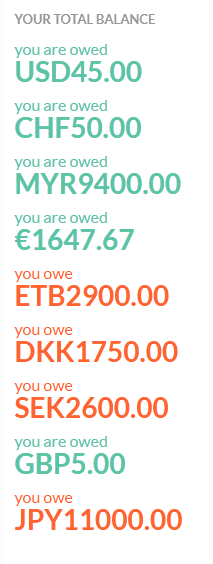 YOUR TOTAL BALANCE
you are owed
USD45.00
you are owed
CHF50.00
you are owed
MYR9400.00
you are owed
€1647.67
you owe
ETB2900.00
you owe
DKK1750.00
you owe
SEK2600.00
you are owed
GBP5.00
you owe
JPY11000.00